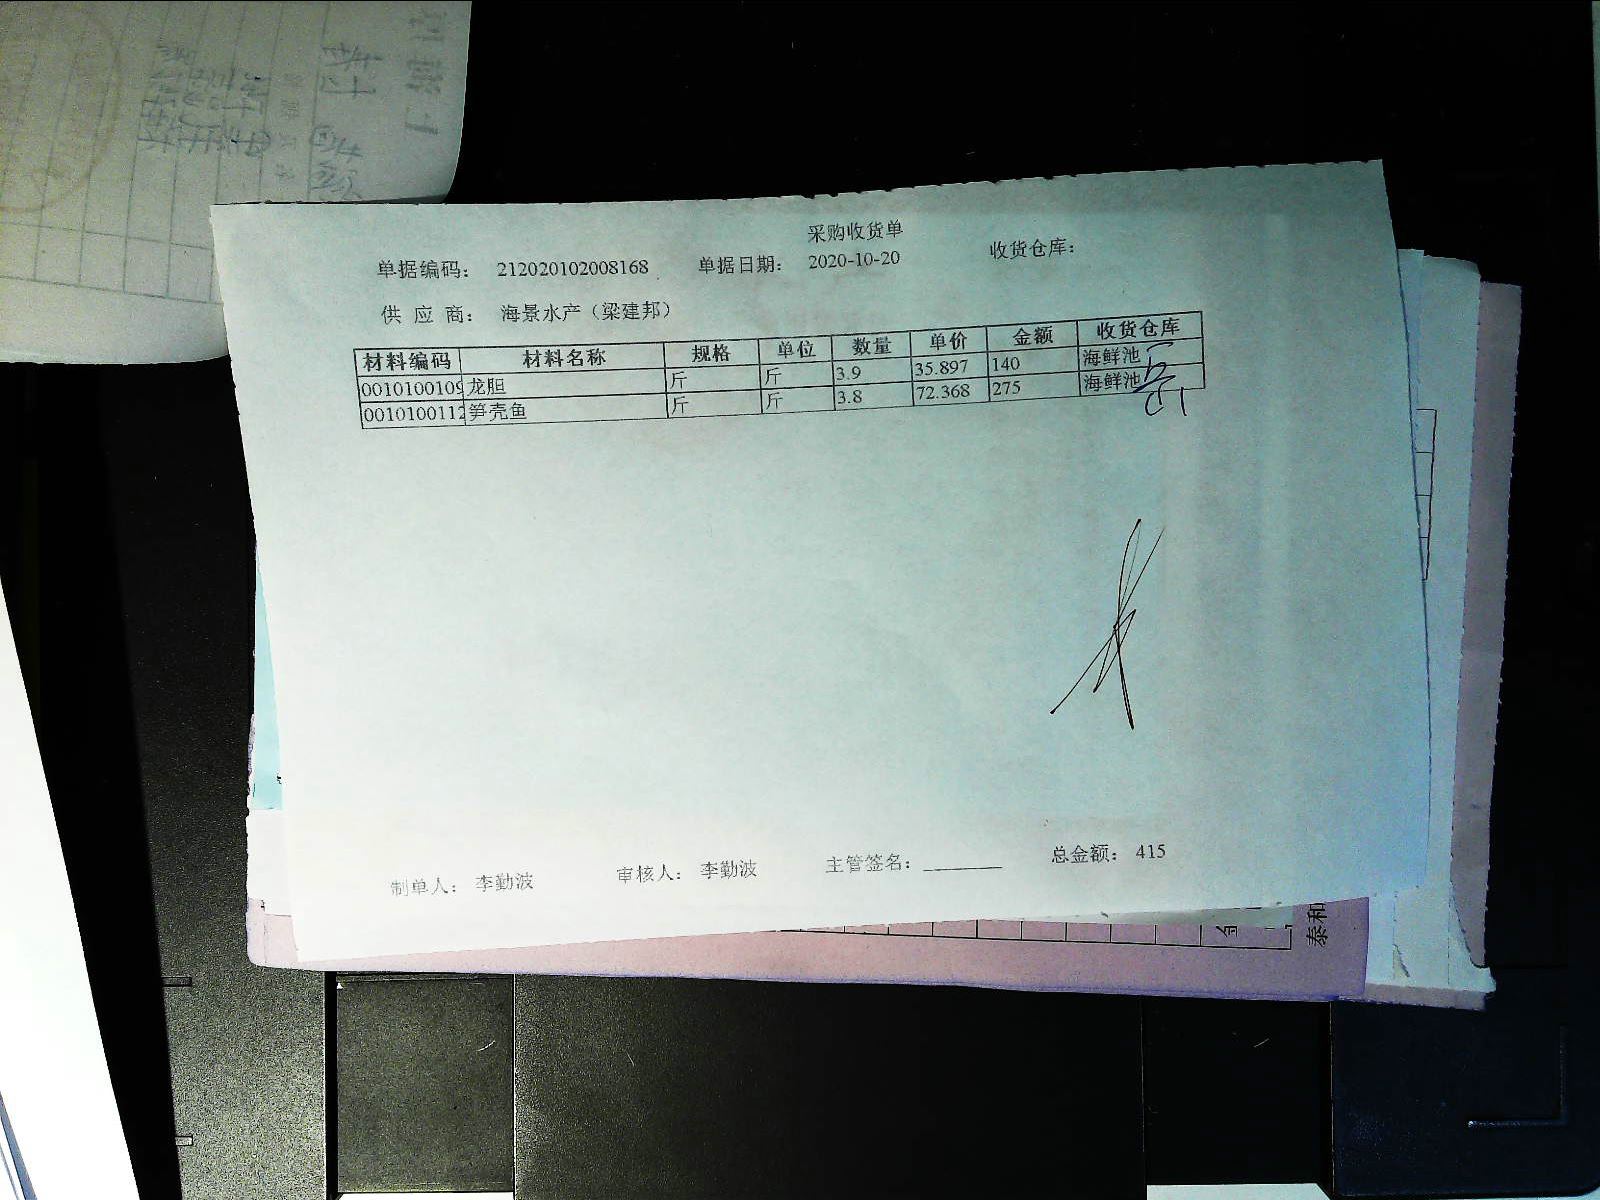 采购收货单
单据编码： 212020102008168 单据日期： 2020-10-20 收货仓库：
供 应 商： 海景水产（梁建邦）
材料编码 材料名称 规格 单位 数量 单价 金额 收货仓库
0010100109 龙胆 斤 斤 3.9 35.897 140 海鲜池
0010100112 笋壳鱼 斤 斤 3.8 72.368 275 海鲜池
制单人： 李勤波 审核人： 李勤波 主管签名： 总金额： 415
泰和